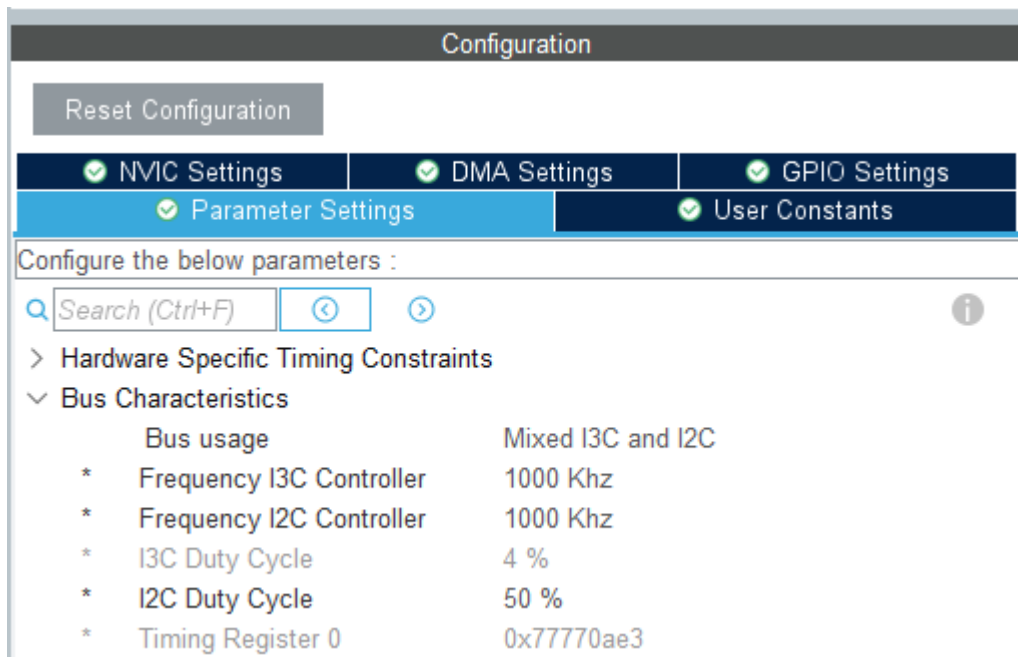 Configuration
Reset Configuration
NVIC Settings DMA Settings GPIO Settings
Parameter Settings User Constants
Configure the below parameters :
Search (Ctrl+F)
Hardware Specific Timing Constraints
Bus Characteristics
Bus usage Mixed I3C and I2C
* Frequency I3C Controller 1000 Khz
* Frequency I2C Controller 1000 Khz
* I3C Duty Cycle 4 %
* I2C Duty Cycle 50 %
* Timing Register 0 0x77770ae3